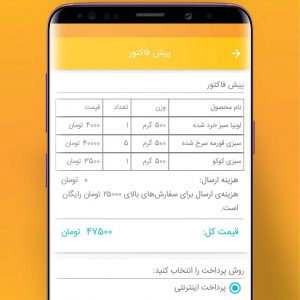 پیش فاکتور
پیش فاکتور
نام محصول وزن تعداد قیمت
لوبیا سبز خرد شده ۵۰۰ گرم ۱ ۴۰۰۰ تومان
سبزی قورمه سرخ شده ۵۰۰ گرم ۵ ۴۰۰۰۰ تومان
سبزی کوکو ۵۰۰ گرم ۱ ۳۵۰۰ تومان
هزینه ارسال: ۰ تومان
هزینه‌ی ارسال برای سفارش‌های بالای ۲۵۰۰۰ تومان رایگان
است.
قیمت کل: ۴۷۵۰۰ تومان
روش پرداخت را انتخاب کنید:
پرداخت اینترنتی